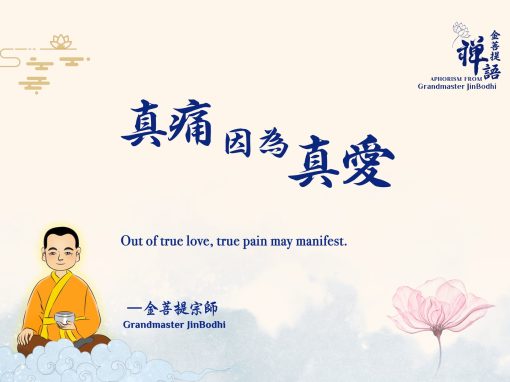 金菩提
禪語
APHORISM FROM
Grandmaster JinBodhi
真痛因為真愛
Out of true love, true pain may manifest.
—金菩提宗師
Grandmaster JinBodhi